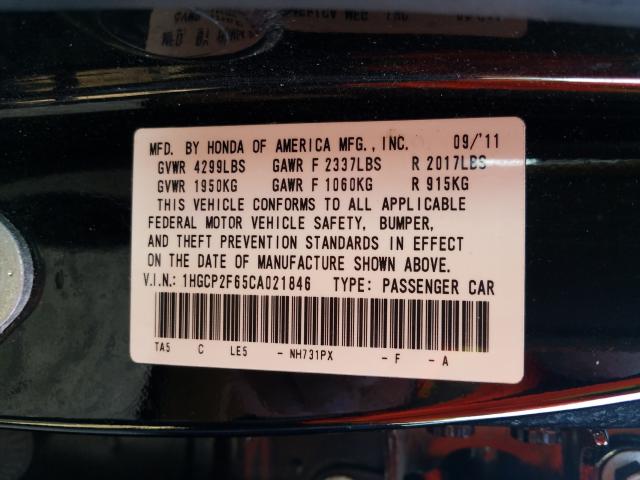 MFD. BY HONDA OF AMERICA MFG., INC. 09/'11
GVWR 4299LBS GAWR F 2337LBS R 2017LBS
GVWR 1950KG GAWR F 1060KG R 915KG
THIS VEHICLE CONFORMS TO ALL APPLICABLE
FEDERAL MOTOR VEHICLE SAFETY, BUMPER,
AND THEFT PREVENTION STANDARDS IN EFFECT
ON THE DATE OF MANUFACTURE SHOWN ABOVE.
V.I.N.: 1HGCP2F65CA021846 TYPE: PASSENGER CAR
TA5 C LE5 - NH731PX - F - A